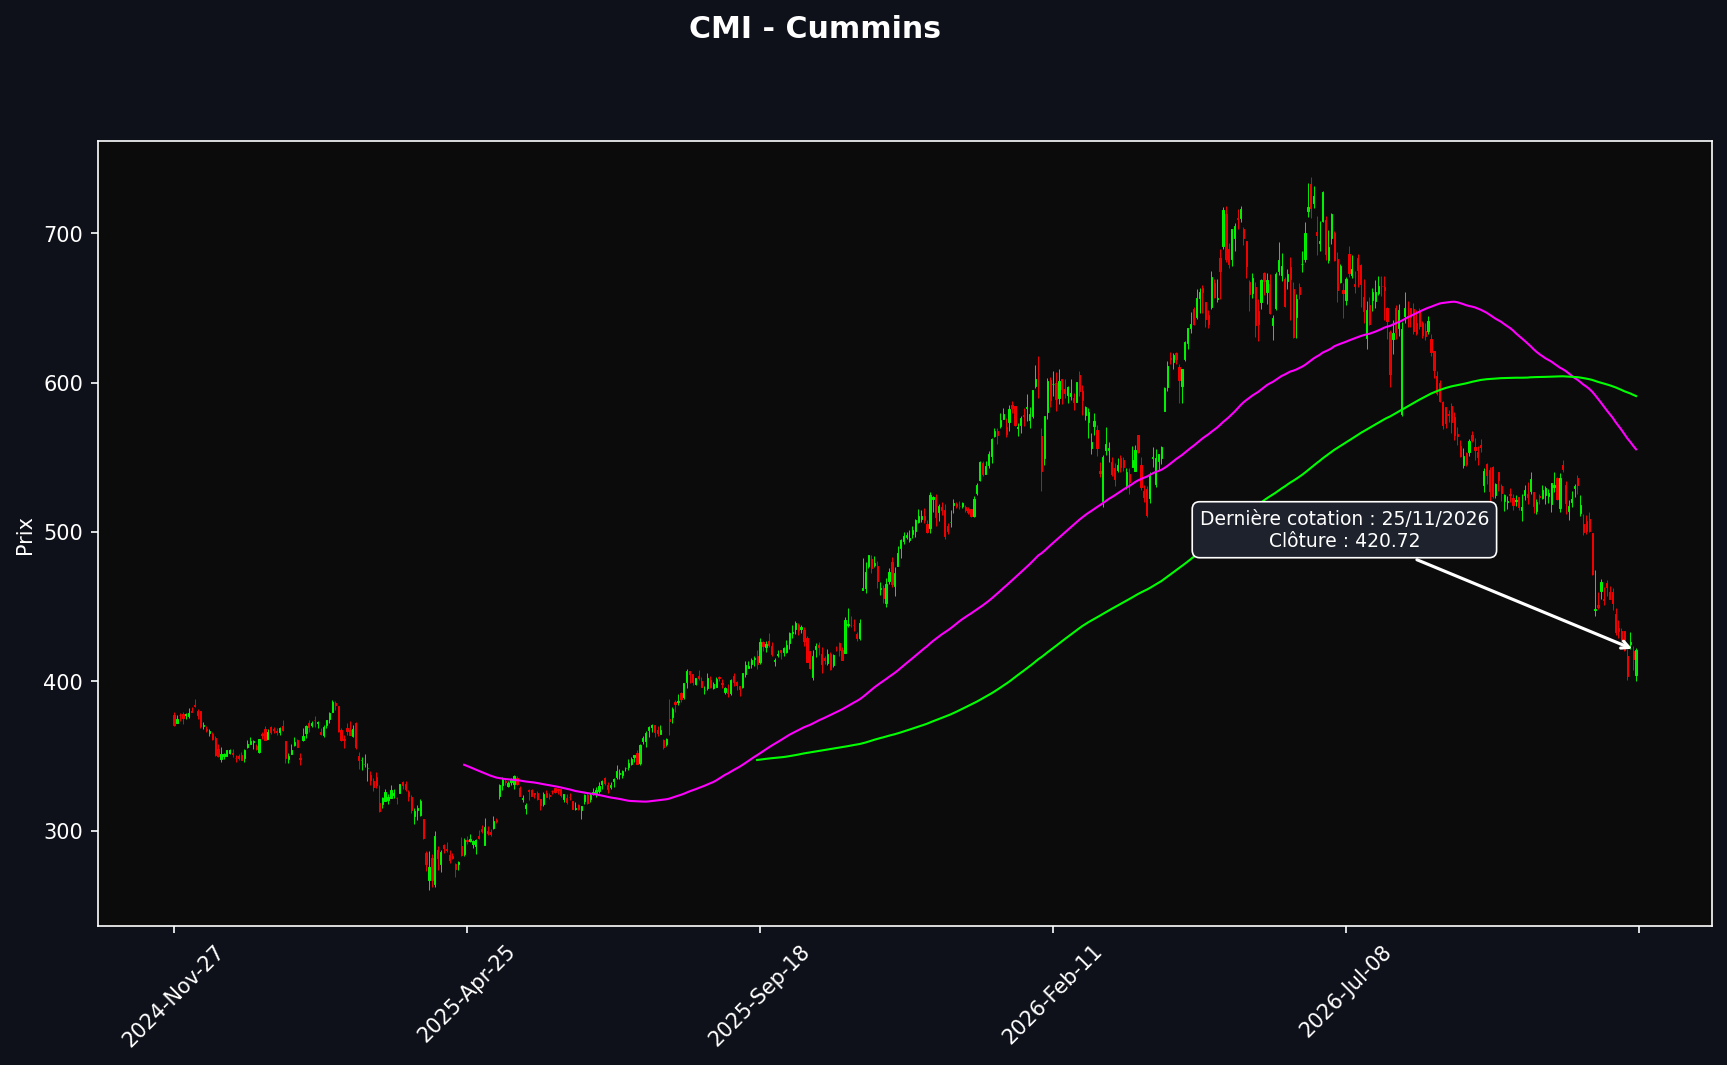 CMI - Cummins
700
600
500
400
300
Prix
Dernière cotation : 25/11/2026
Clôture : 420.72
2024-Nov-27
2025-Apr-25
2025-Sep-18
2026-Feb-11
2026-Jul-08